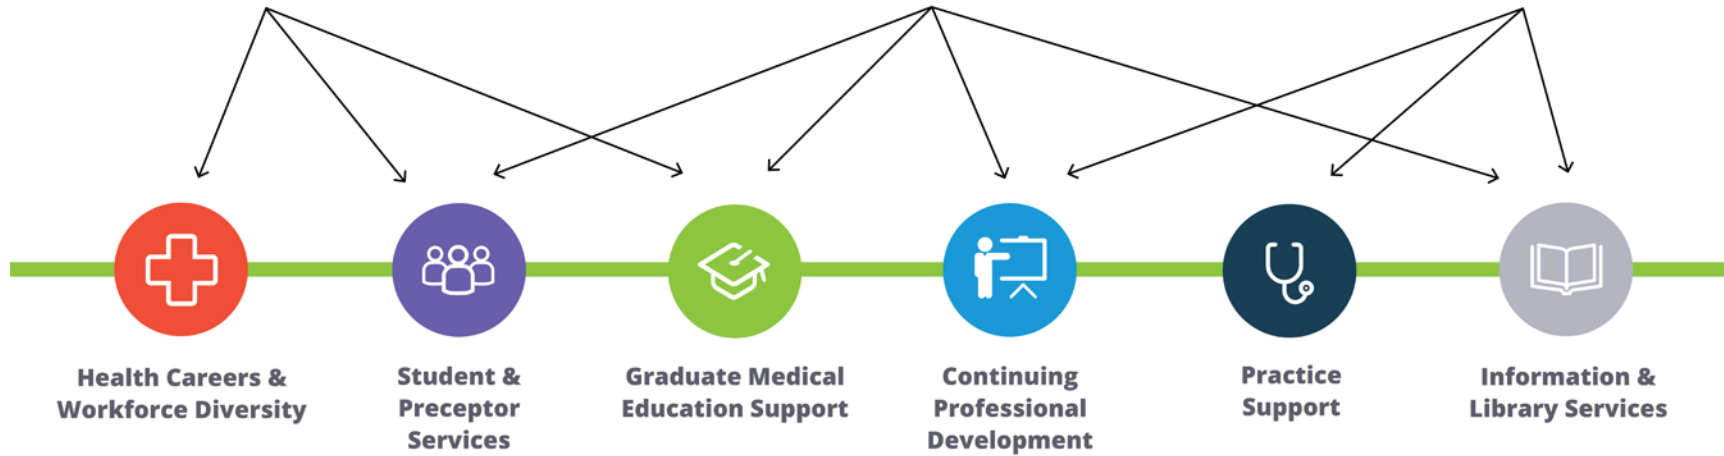 Health Careers &
Workforce Diversity
Student &
Preceptor
Services
Graduate Medical
Education Support
Continuing
Professional
Development
Practice
Support
Information &
Library Services